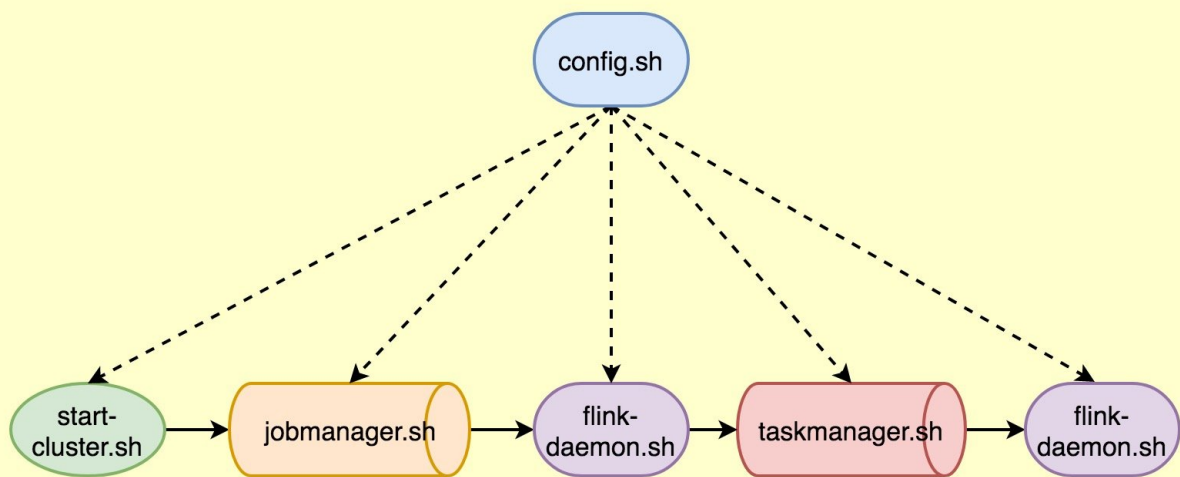 config.sh
start-
cluster.sh
jobmanager.sh
flink-
daemon.sh
taskmanager.sh
flink-
daemon.sh